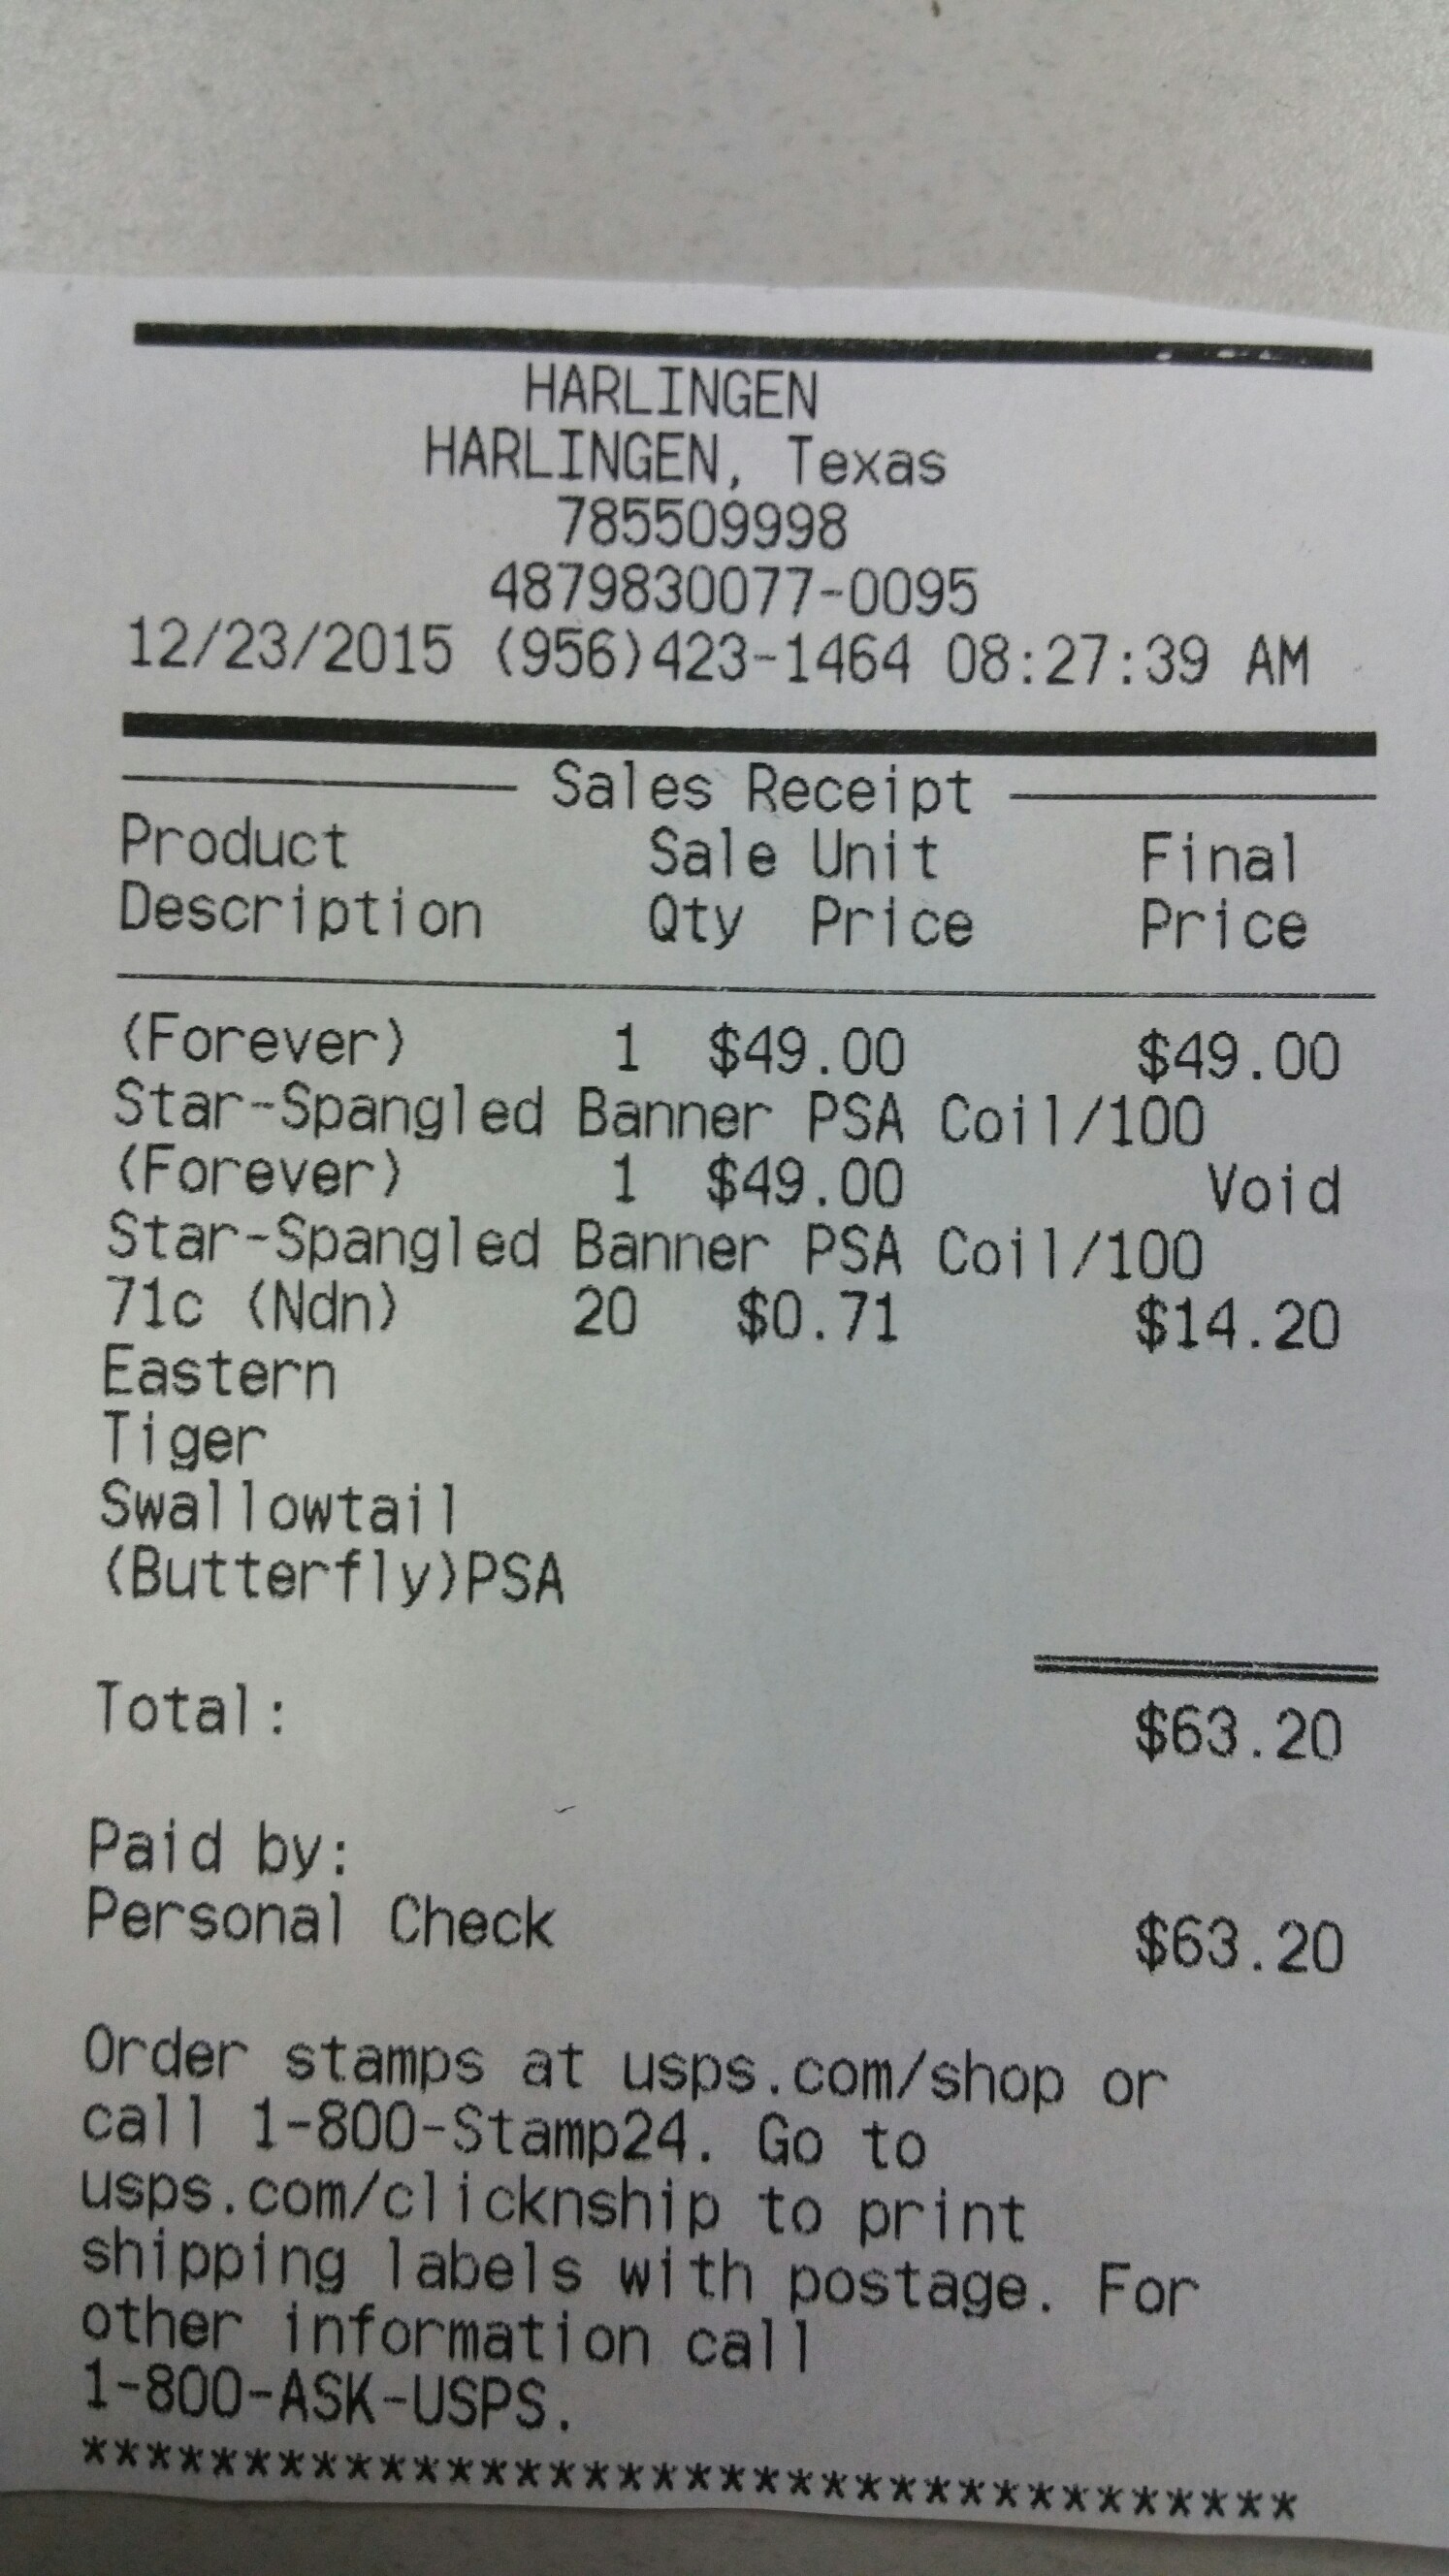 HARLINGEN
HARLINGEN, Texas
785509998
4879830077-0095
12/23/2015 (956)423-1464 08:27:39 AM
Sales Receipt
Product Sale Unit Final
Description Qty Price Price
(Forever) 1 $49.00 $49.00
Star-Spangled Banner PSA Coil/100
(Forever) 1 $49.00 Void
Star-Spangled Banner PSA Coil/100
71c (Ndn) 20 $0.71 $14.20
Eastern
Tiger
Swallowtail
(Butterfly)PSA
Total: $63.20
Paid by:
Personal Check $63.20
Order stamps at usps.com/shop or
call 1-800-Stamp24. Go to
usps.com/clicknship to print
shipping labels with postage. For
other information call
1-800-ASK-USPS.
************************************